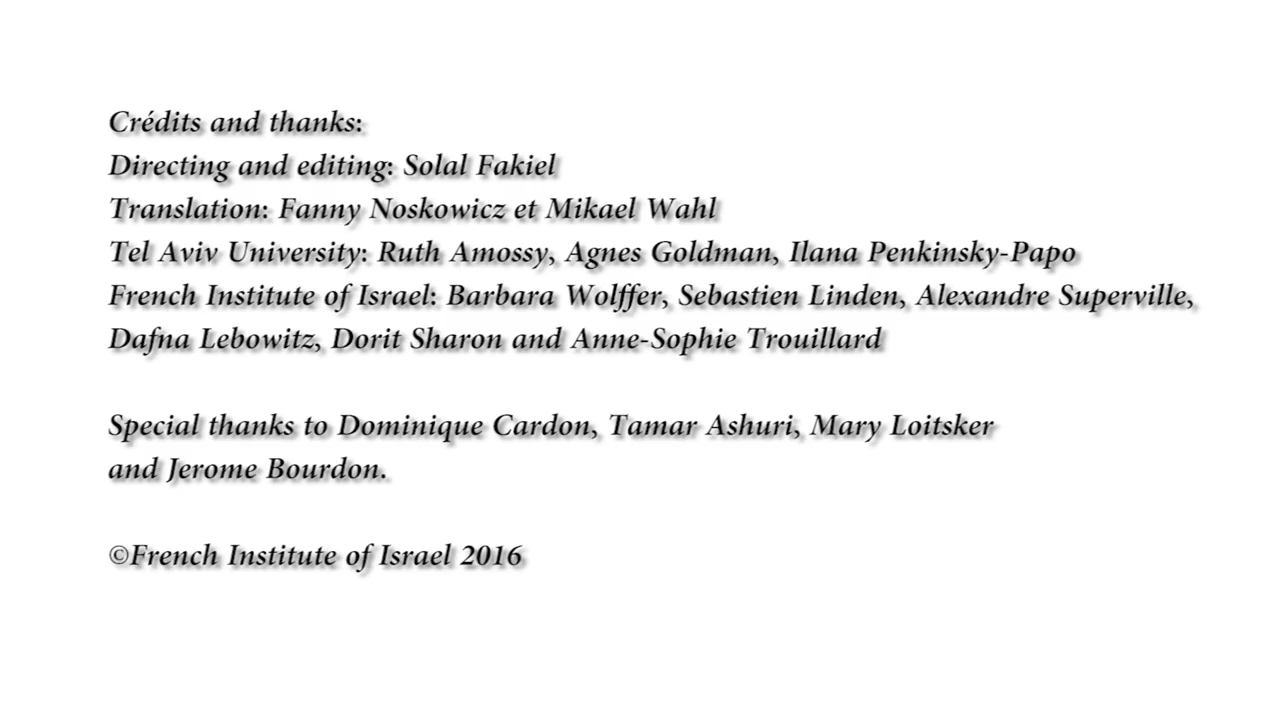 Crédits and thanks:
Directing and editing: Solal Fakiel
Translation: Fanny Noskowicz et Mikael Wahl
Tel Aviv University: Ruth Amossy, Agnes Goldman, Ilana Penkinsky-Papo
French Institute of Israel: Barbara Wolffer, Sebastien Linden, Alexandre Superville,
Dafna Lebowitz, Dorit Sharon and Anne-Sophie Trouillard
Special thanks to Dominique Cardon, Tamar Ashuri, Mary Loitsker
and Jerome Bourdon.
©French Institute of Israel 2016